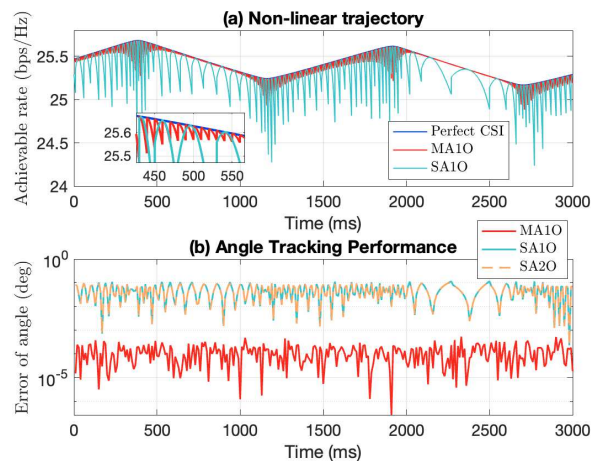 (a) Non-linear trajectory
Achievable rate (bps/Hz)
25.5
25
24.5
24
25.6
25.5
450
500
550
Perfect CSI
MA1O
SA1O
0
500
1000
1500
2000
2500
3000
Time (ms)
(b) Angle Tracking Performance
MA1O
SA1O
SA2O
Error of angle (deg)
10^0
10^-5
0
500
1000
1500
2000
2500
3000
Time (ms)